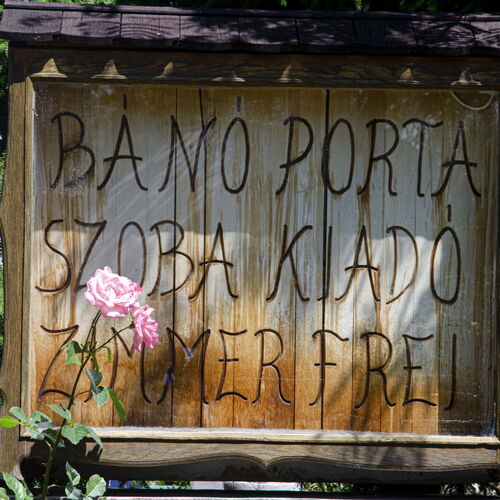 BÁNÓ PORTA
SZOBA KIADÓ
ZIMMER FREI